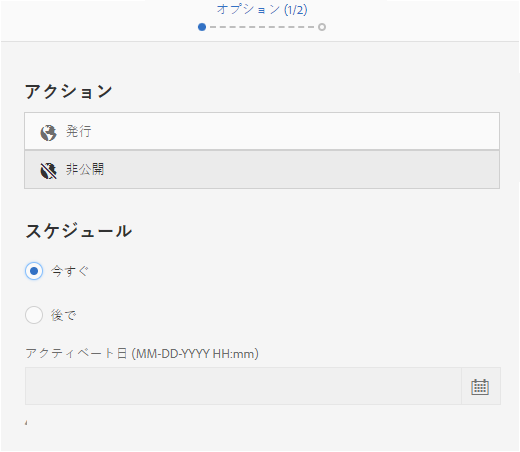 オプション (1/2)
アクション
発行
非公開
スケジュール
今すぐ
後で
アクティベート日 (MM-DD-YYYY HH:mm)